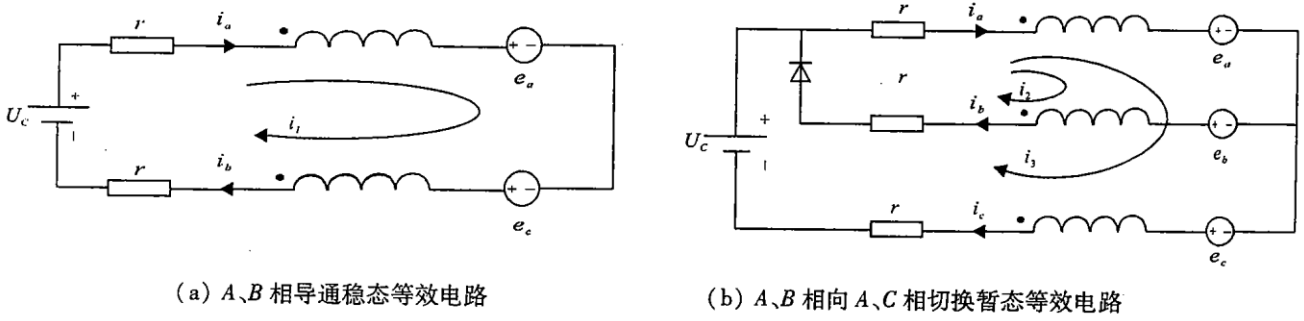 r
i_a
+ −
e_a
U_c
+
−
i_1
r
i_b
+ −
e_c
(a) A、B 相导通稳态等效电路
r
i_a
+ −
e_a
r
i_2
i_b
+ −
e_b
U_C
+
−
i_3
r
i_c
+ −
e_c
(b) A、B 相向 A、C 相切换暂态等效电路